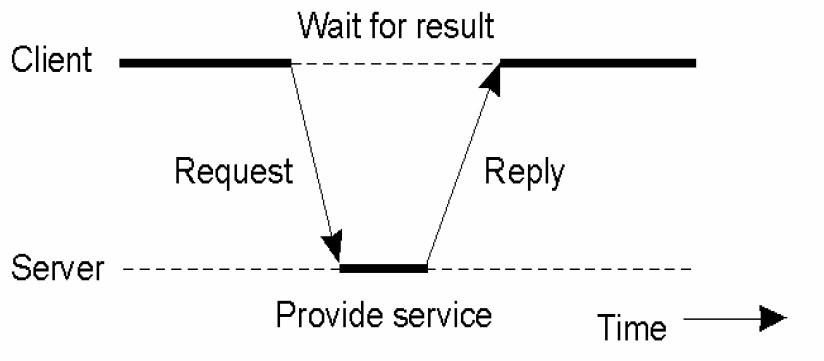 Wait for result
Client
Request
Reply
Server
Provide service
Time